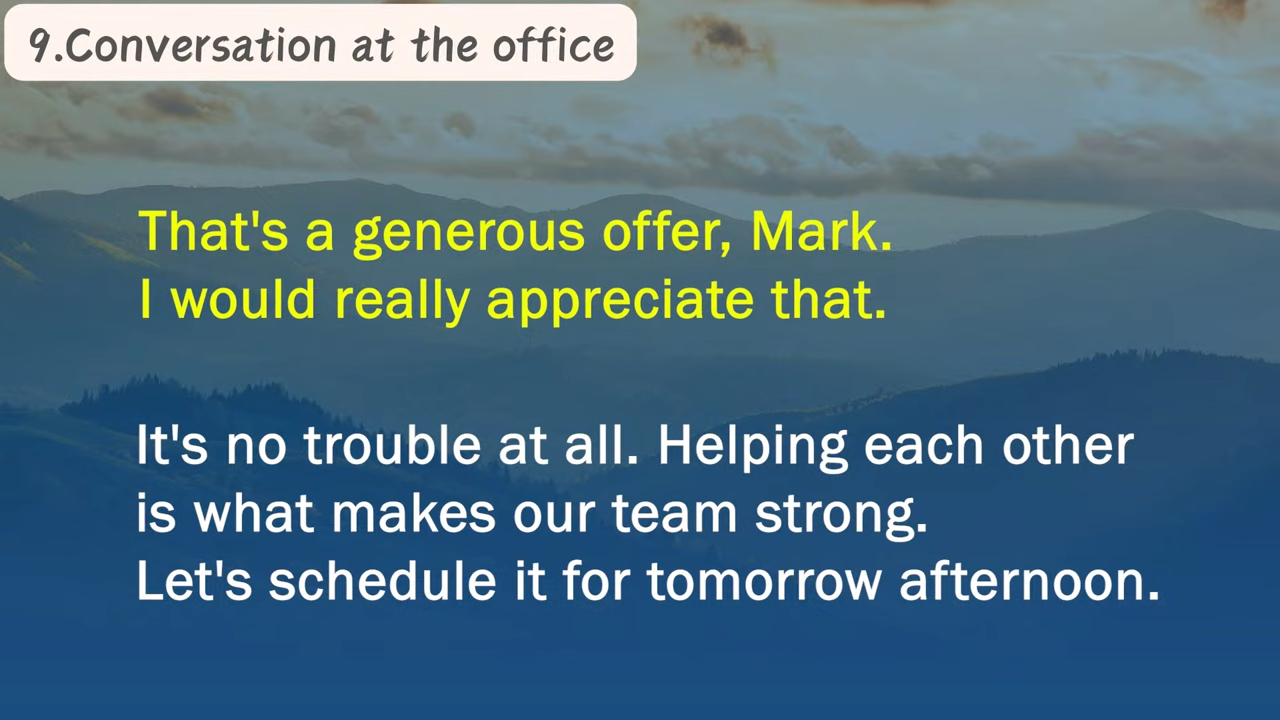 9.Conversation at the office
That's a generous offer, Mark.
I would really appreciate that.
It's no trouble at all. Helping each other
is what makes our team strong.
Let's schedule it for tomorrow afternoon.